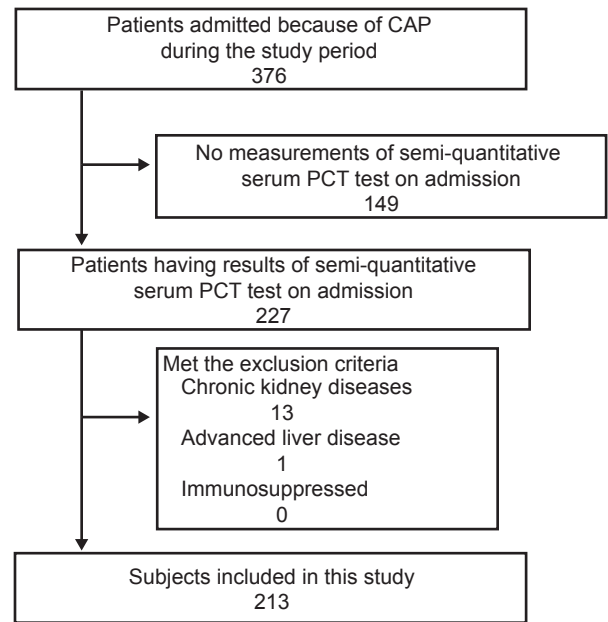 Patients admitted because of CAP
during the study period
376
No measurements of semi-quantitative
serum PCT test on admission
149
Patients having results of semi-quantitative
serum PCT test on admission
227
Met the exclusion criteria
Chronic kidney diseases
13
Advanced liver disease
1
Immunosuppressed
0
Subjects included in this study
213